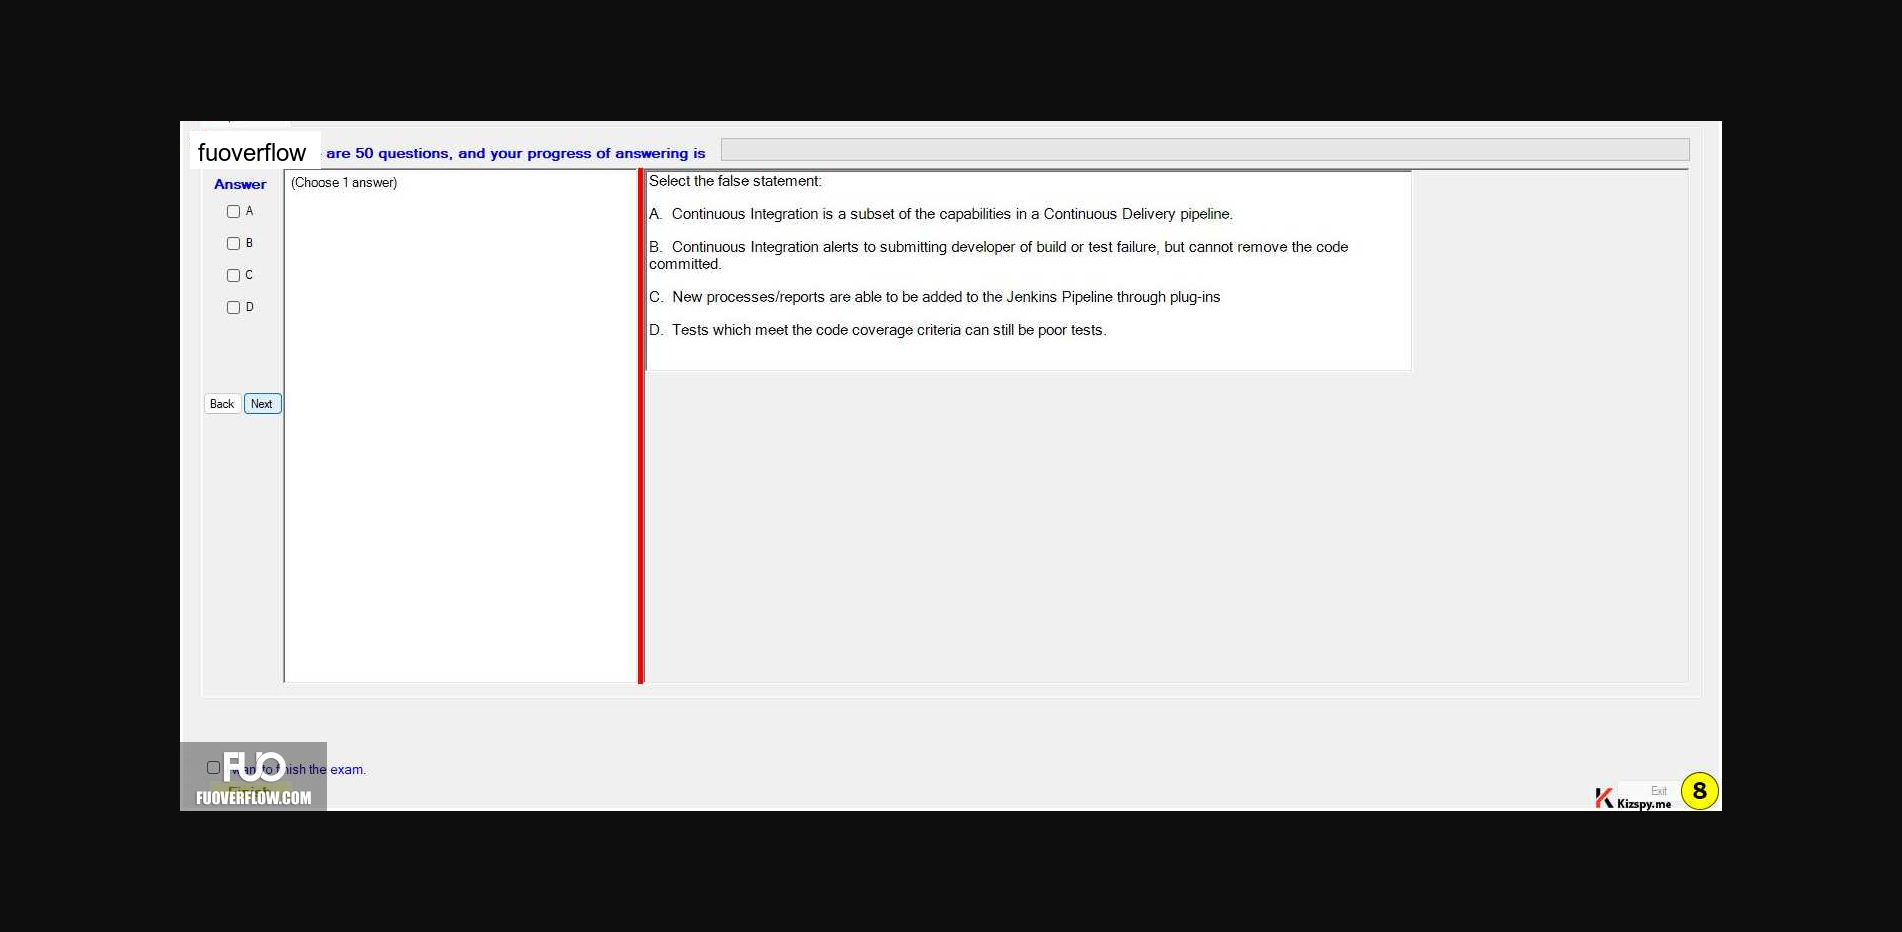 fuoverflow are 50 questions, and your progress of answering is
Answer
(Choose 1 answer)
A
B
C
D
Back Next
Select the false statement:
A. Continuous Integration is a subset of the capabilities in a Continuous Delivery pipeline.
B. Continuous Integration alerts to submitting developer of build or test failure, but cannot remove the code
committed.
C. New processes/reports are able to be added to the Jenkins Pipeline through plug-ins
D. Tests which meet the code coverage criteria can still be poor tests.
want to finish the exam.
Finish
FUO
FUOVERFLOW.COM
Exit
Kizspy.me
8